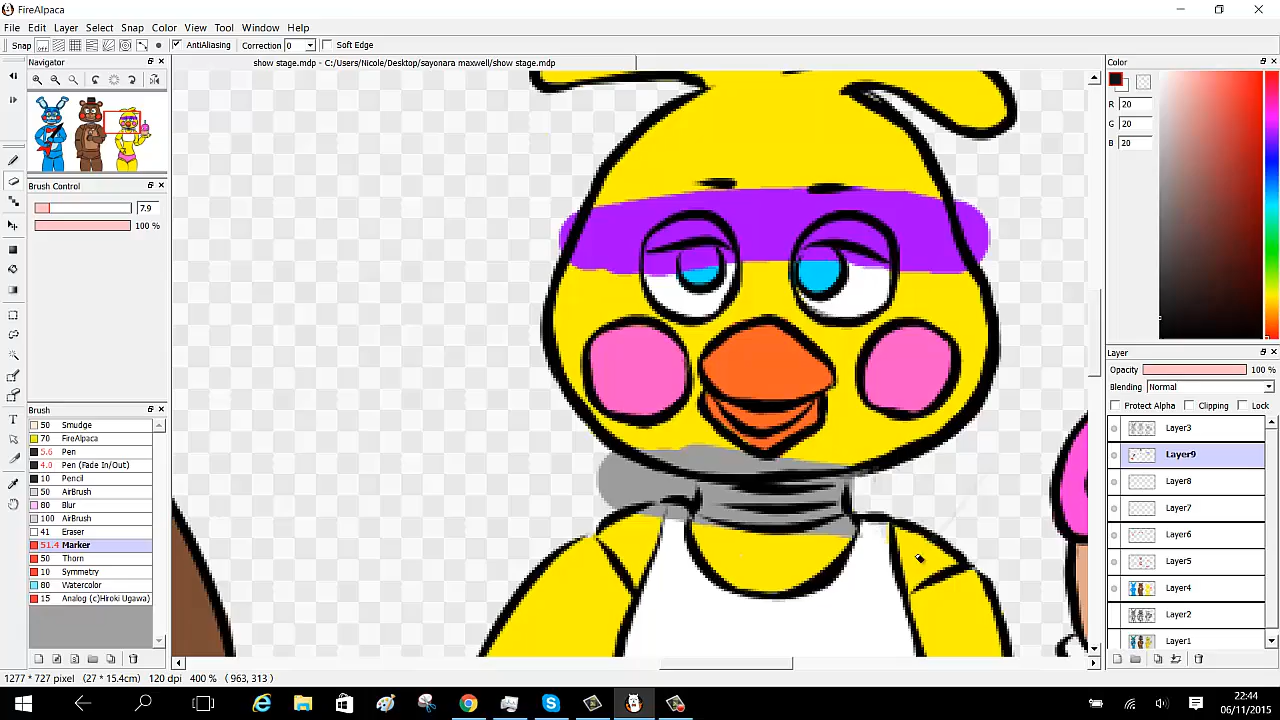 FireAlpaca
File Edit Layer Select Snap Color View Tool Window Help
Snap AntiAliasing Correction 0 Soft Edge
Navigator
show stage.mdp - C:/Users/Nicole/Desktop/sayonara maxwell/show stage.mdp
Color
R 20
G 20
B 20
Brush Control
7.9
100 %
Brush
50 Smudge
70 FireAlpaca
5.6 Pen
4.0 Pen (Fade In/Out)
10 Pencil
50 AirBrush
80 Blur
100 AirBrush
41 Eraser
51.4 Marker
50 Thorn
10 Symmetry
80 Watercolor
15 Analog (c)Hiroki Ugawa)
Layer
Opacity 100 %
Blending Normal
Protect Alpha Clipping Lock
Layer3
Layer9
Layer8
Layer7
Layer6
Layer5
Layer4
Layer2
Layer1
1277 * 727 pixel (27 * 15.4cm) 120 dpi 400 % ( 963, 313 )
22:44
06/11/2015